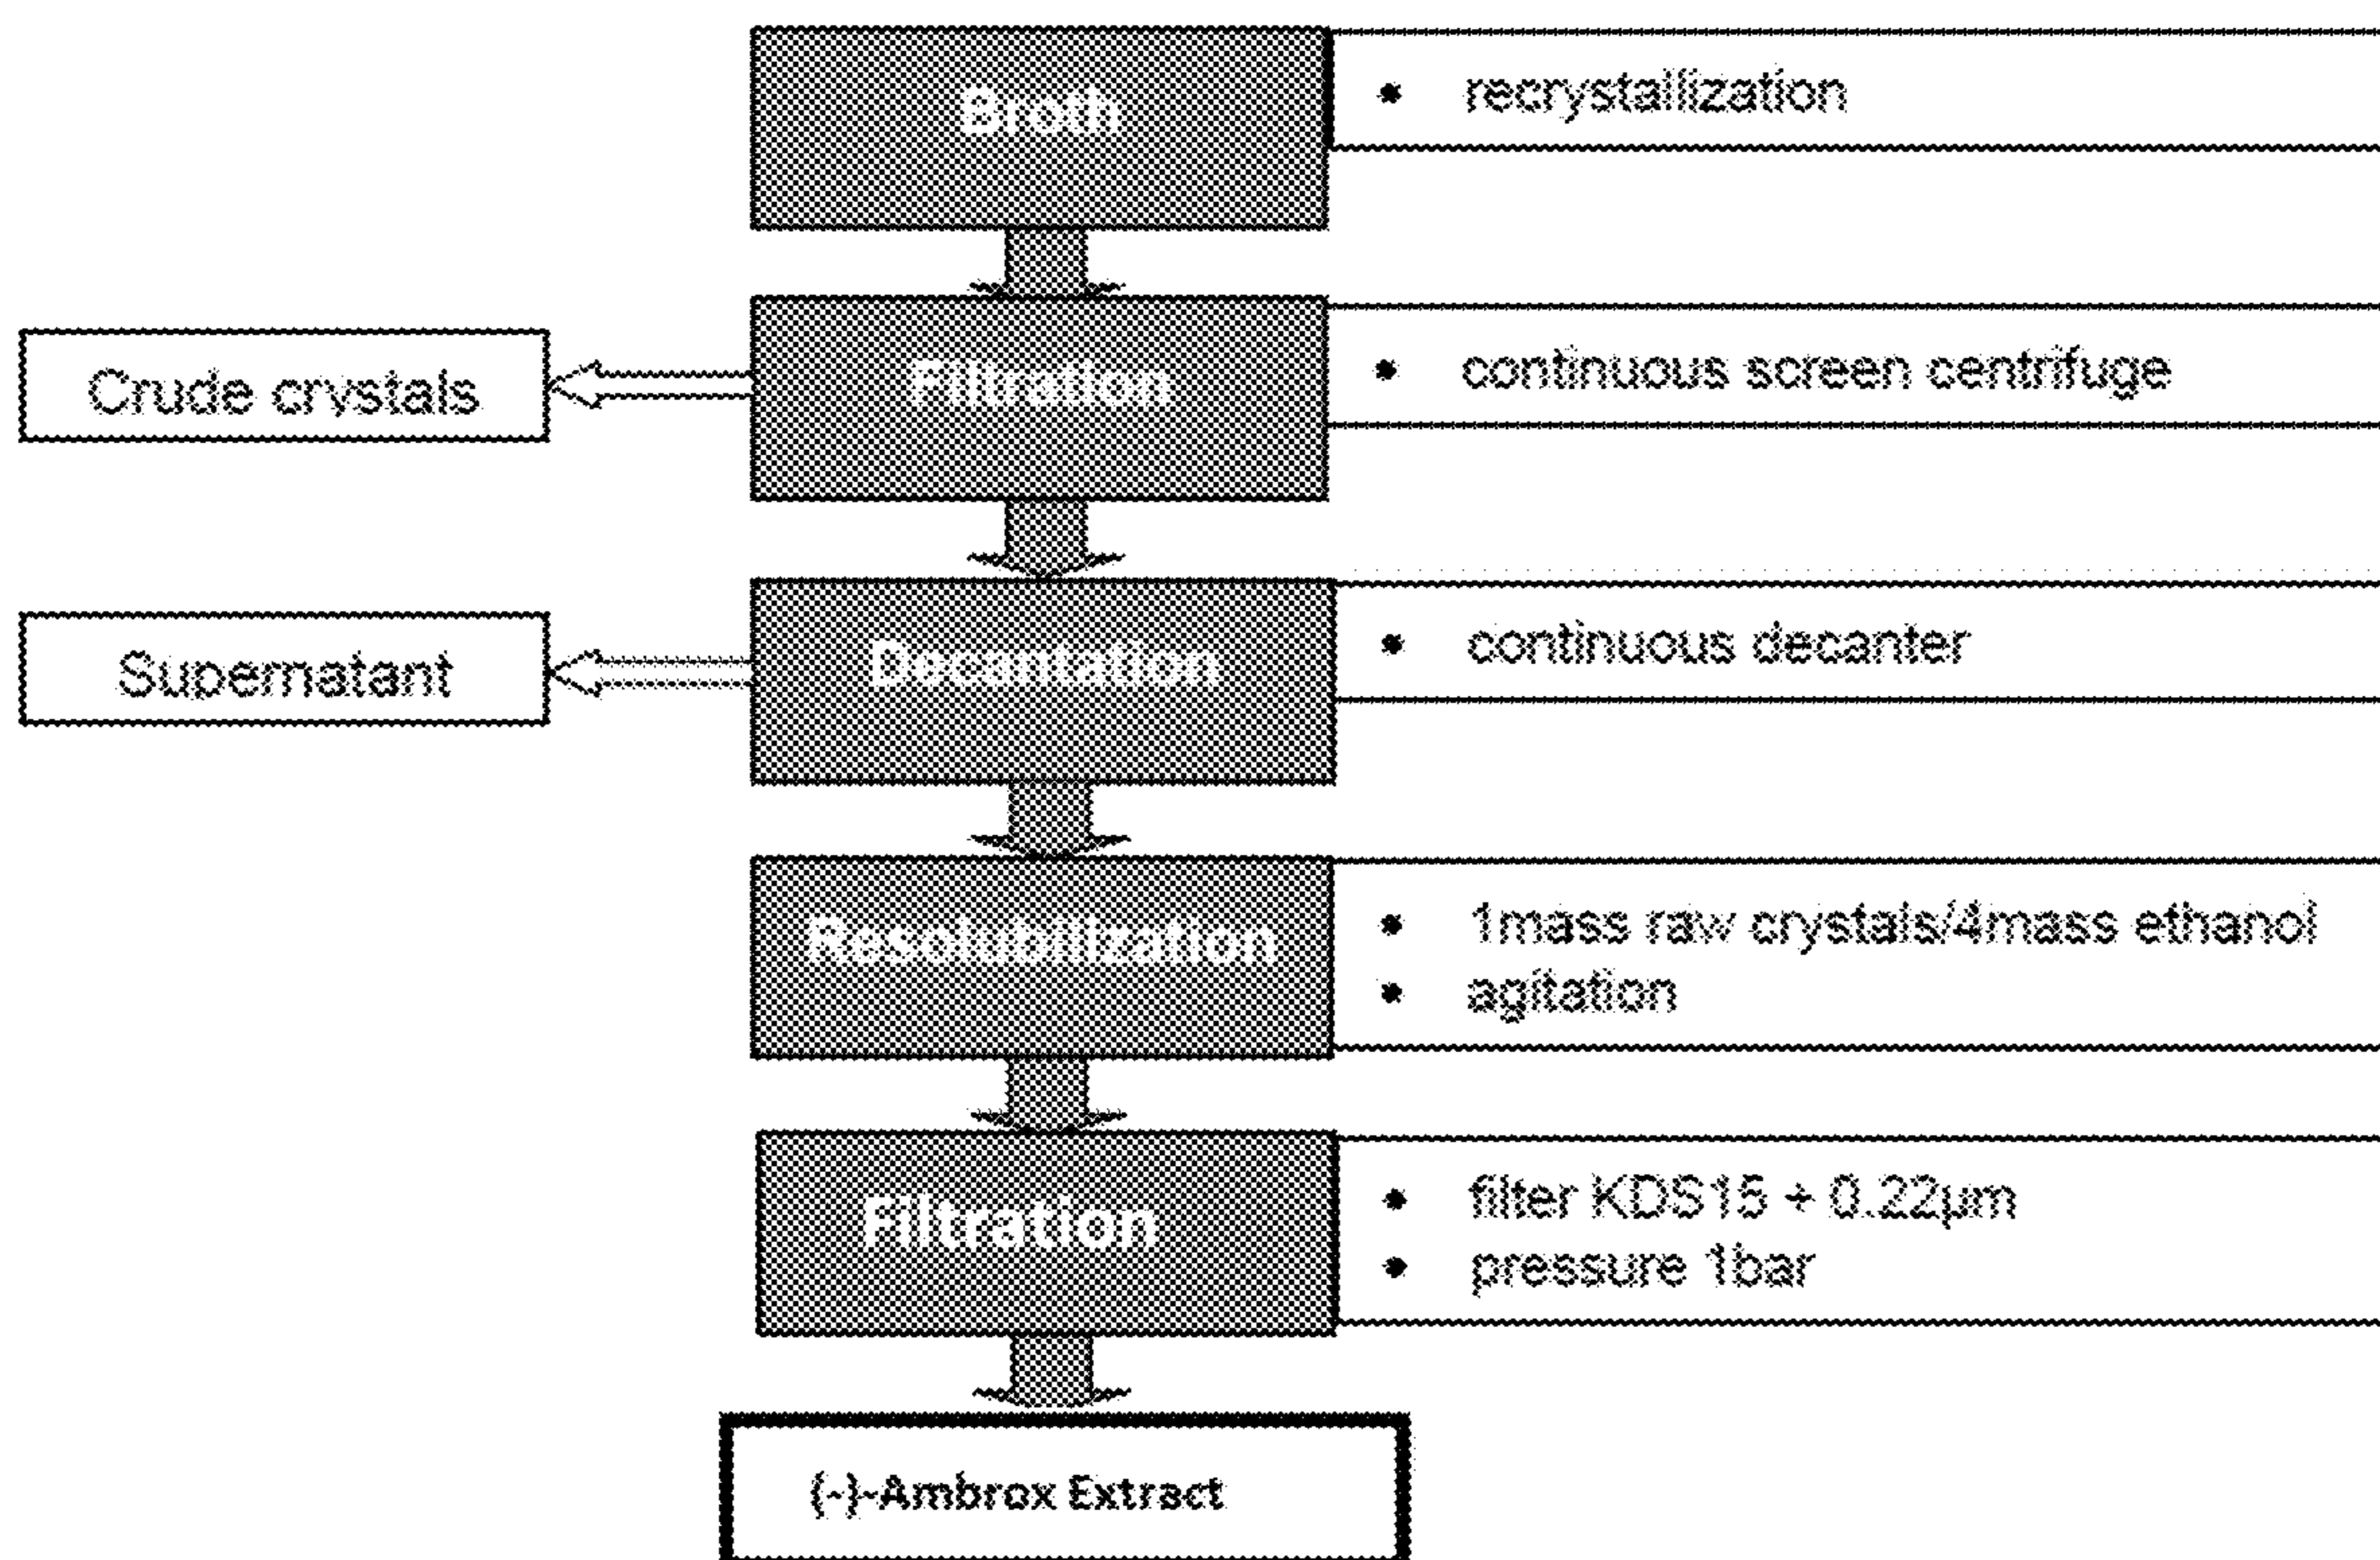 Broth
• recrystallization
Crude crystals
Filtration
• continuous screen centrifuge
Supernatant
Decantation
• continuous decanter
Resolubilization
• 1mass raw crystals/4mass ethanol
• agitation
Filtration
• filter KDS15 + 0.22µm
• pressure 1bar
(-)-Ambrox Extract